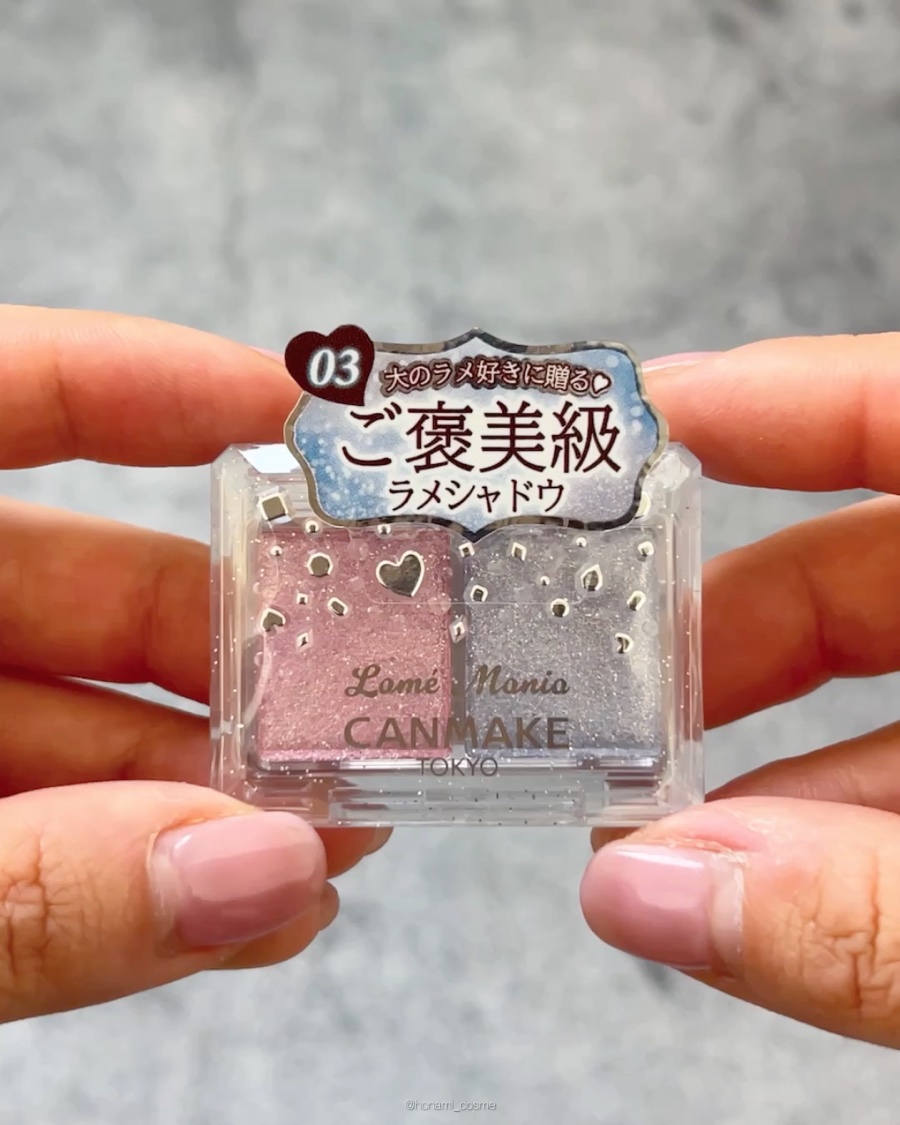 03
大のラメ好きに贈る♡
ご褒美級
ラメシャドウ
Lamé Mania
CANMAKE
TOKYO
@honami_cosme